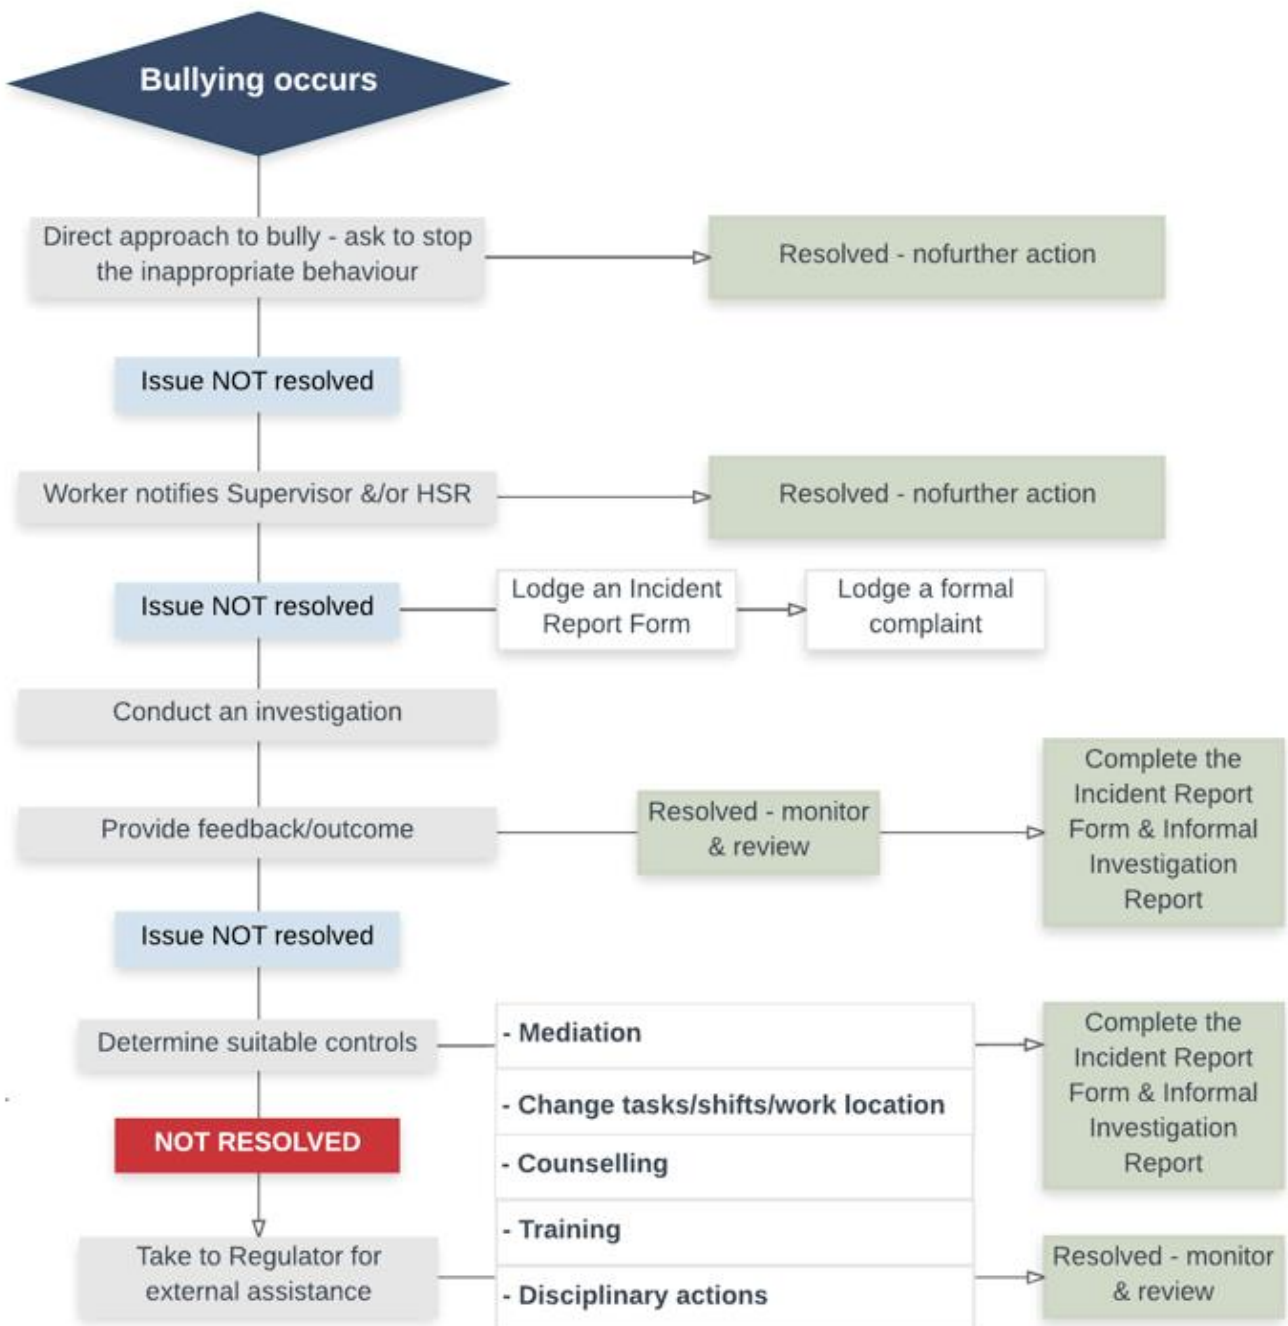 Bullying occurs
Direct approach to bully - ask to stop
the inappropriate behaviour
Resolved - nofurther action
Issue NOT resolved
Worker notifies Supervisor &/or HSR
Resolved - nofurther action
Issue NOT resolved
Lodge an Incident
Report Form
Lodge a formal
complaint
Conduct an investigation
Provide feedback/outcome
Resolved - monitor
& review
Complete the
Incident Report
Form & Informal
Investigation
Report
Issue NOT resolved
Determine suitable controls
- Mediation
- Change tasks/shifts/work location
- Counselling
- Training
- Disciplinary actions
Complete the
Incident Report
Form & Informal
Investigation
Report
NOT RESOLVED
Take to Regulator for
external assistance
Resolved - monitor
& review